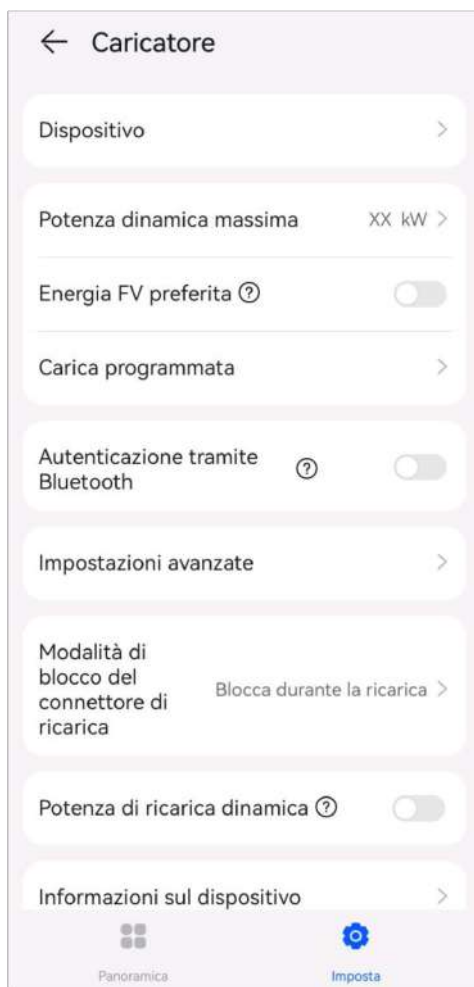 Caricatore
Dispositivo
Potenza dinamica massima XX kW
Energia FV preferita ?
Carica programmata
Autenticazione tramite
Bluetooth ?
Impostazioni avanzate
Modalità di
blocco del
connettore di
ricarica
Blocca durante la ricarica
Potenza di ricarica dinamica ?
Informazioni sul dispositivo
Panoramica Imposta